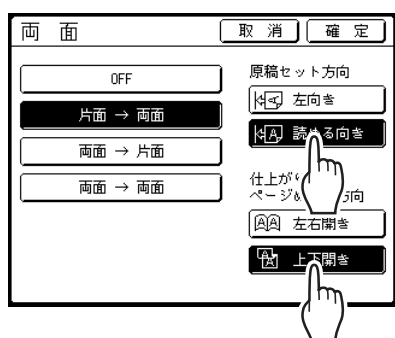 両 面
取 消
確 定
OFF
片面 → 両面
両面 → 片面
両面 → 両面
原稿セット方向
左向き
読める向き
仕上が
ページ 方向
左右開き
上下開き